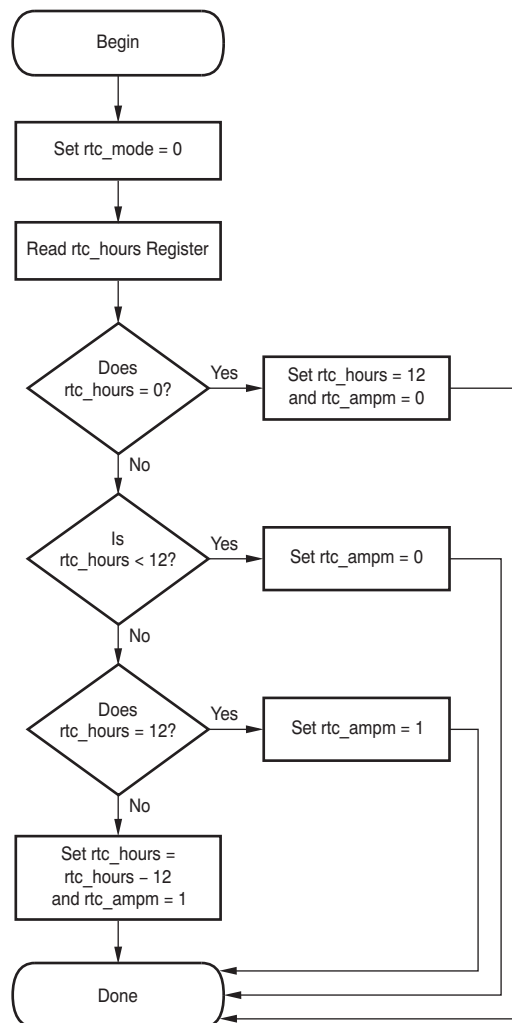 Begin
Set rtc_mode = 0
Read rtc_hours Register
Does
rtc_hours = 0?
Yes
Set rtc_hours = 12
and rtc_ampm = 0
No
Is
rtc_hours < 12?
Yes
Set rtc_ampm = 0
No
Does
rtc_hours = 12?
Yes
Set rtc_ampm = 1
No
Set rtc_hours =
rtc_hours – 12
and rtc_ampm = 1
Done